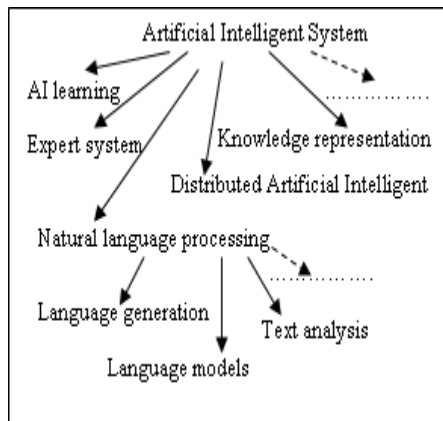 Artificial Intelligent System
AI learning
………………
Expert system
Knowledge representation
Distributed Artificial Intelligent
Natural language processing
………………
Language generation
Text analysis
Language models